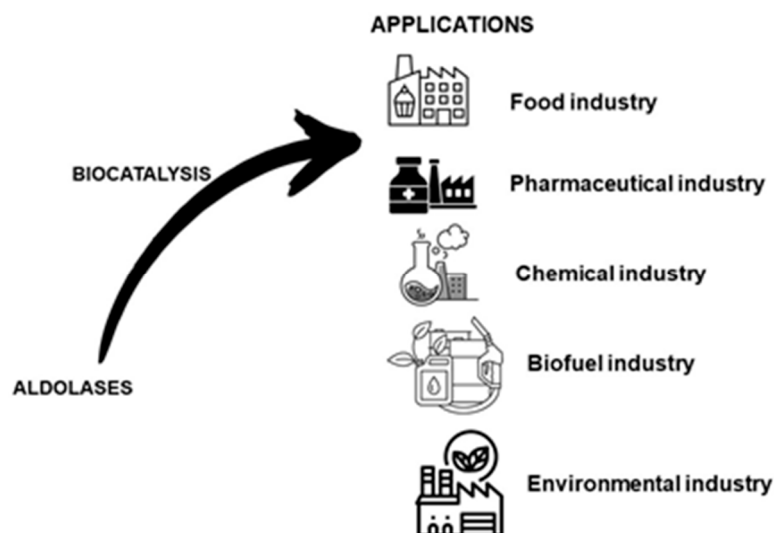 APPLICATIONS
Food industry
BIOCATALYSIS
Pharmaceutical industry
Chemical industry
Biofuel industry
ALDOLASES
Environmental industry